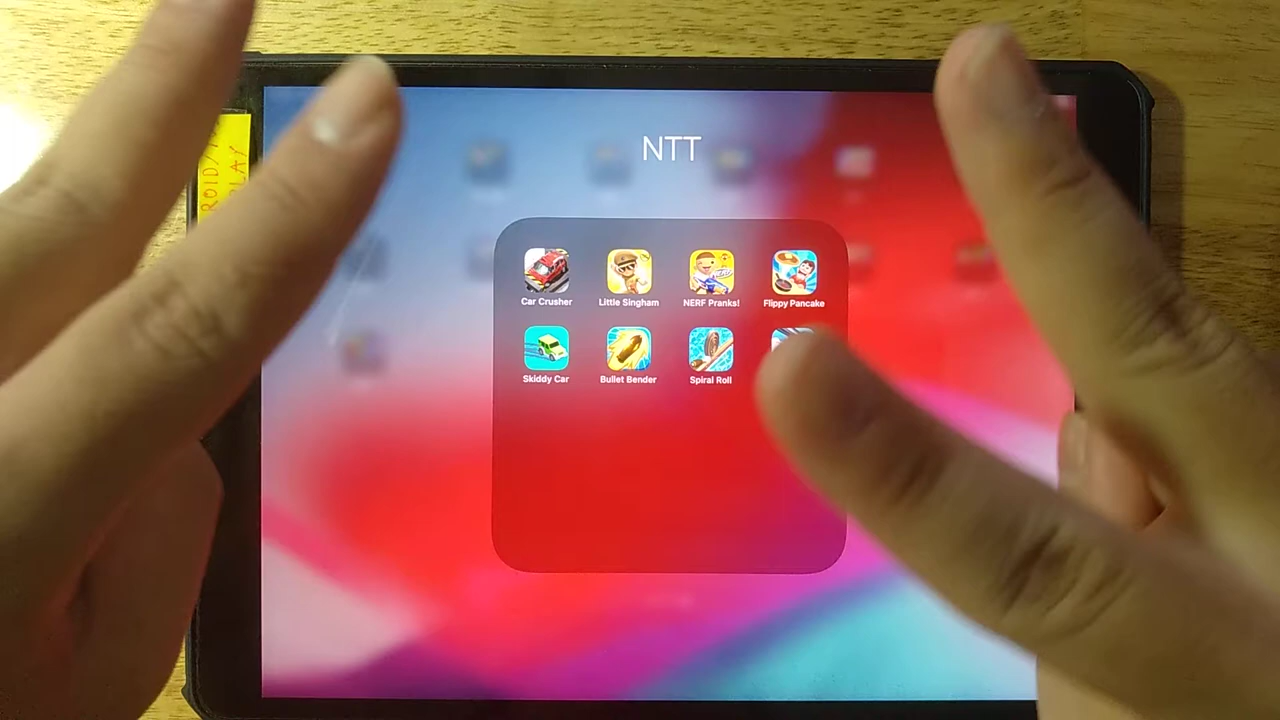 NTT
Car Crusher
Little Singham
NERF Pranks!
Flippy Pancake
Skiddy Car
Bullet Bender
Spiral Roll